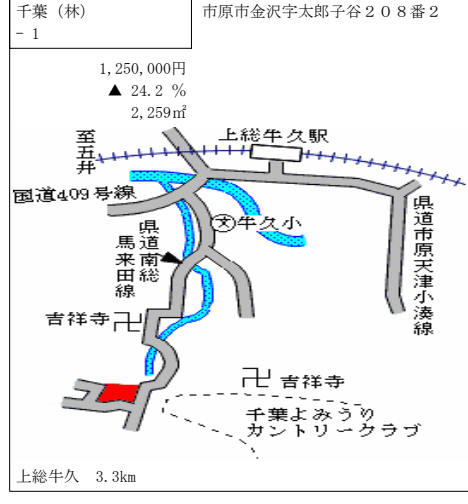 千葉（林）
－１
市原市金沢字太郎子谷２０８番２
1,250,000円
▲ 24.2 %
2,259㎡
至五井
上総牛久駅
国道409号線
文牛久小
県道南総馬来田線
県道市原天津小湊線
吉祥寺
吉祥寺
千葉よみうり
カントリークラブ
上総牛久　3.3km